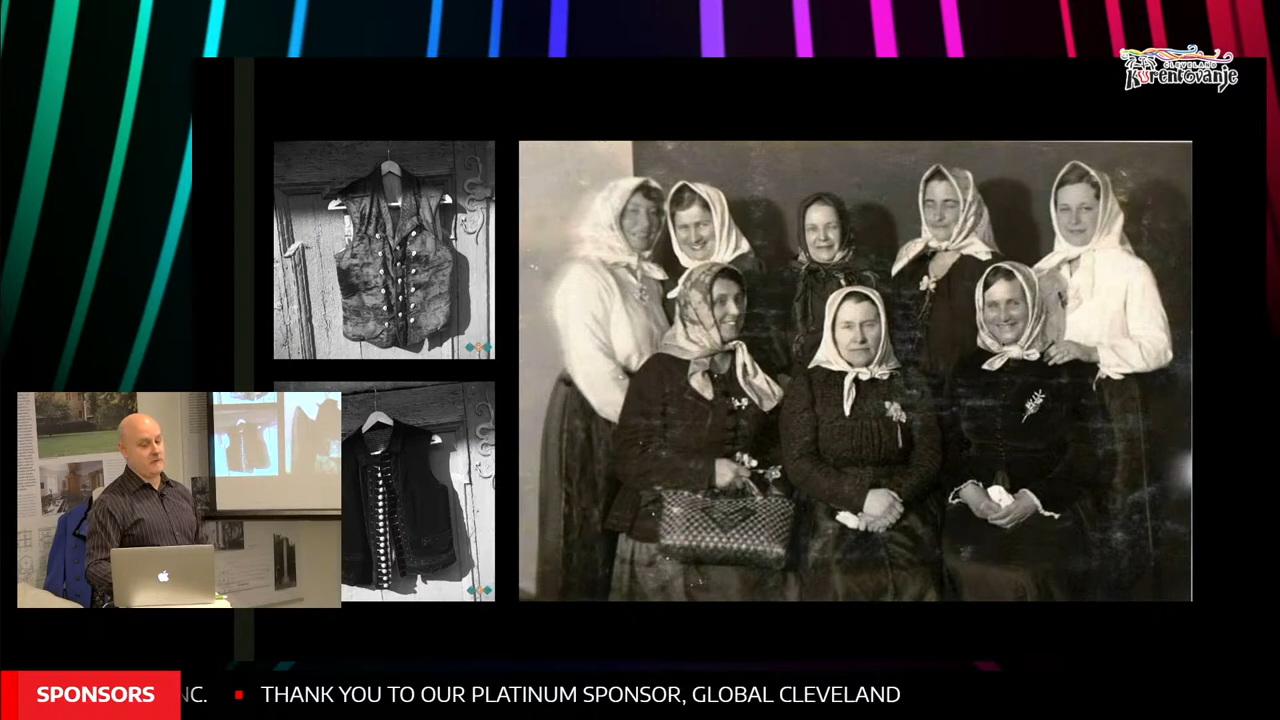 CLEVELAND
Kurentovanje
SPONSORS
NC. ▪ THANK YOU TO OUR PLATINUM SPONSOR, GLOBAL CLEVELAND